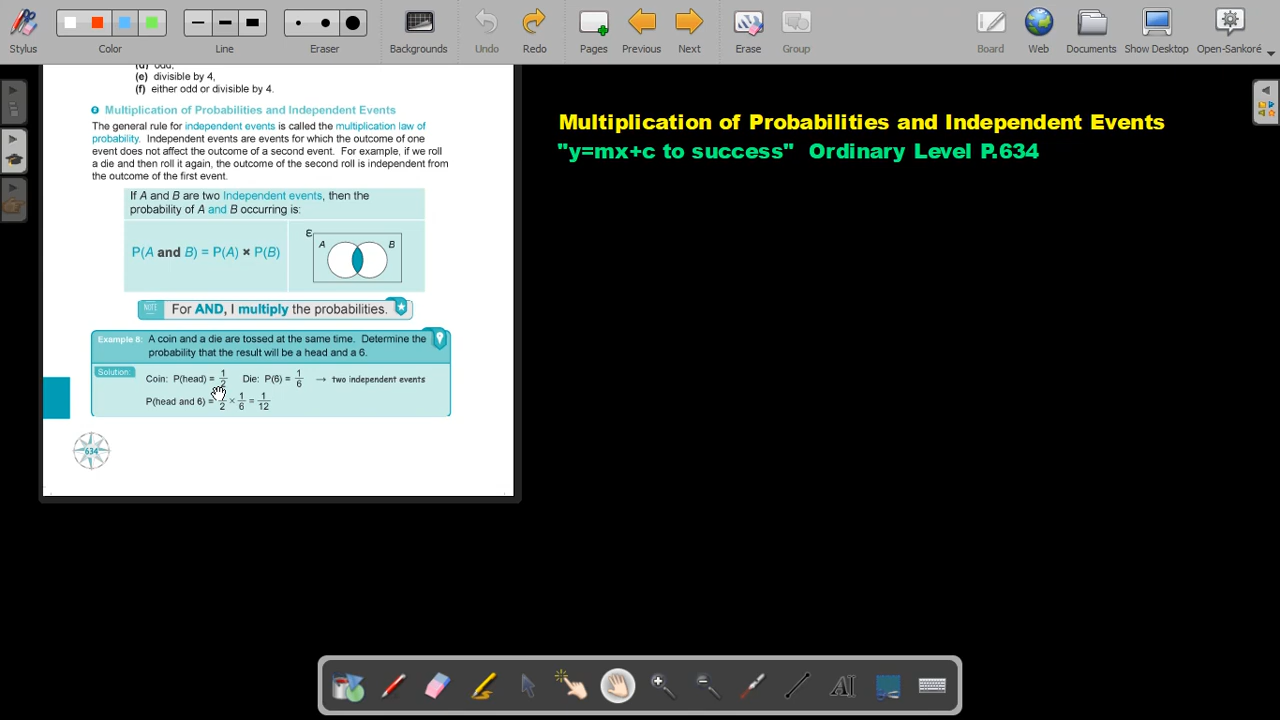 Stylus
Color
Line
Eraser
Backgrounds
Undo
Redo
Pages
Previous
Next
Erase
Group
Board
Web
Documents
Show Desktop
Open-Sankoré
(d) odd,
(e) divisible by 4,
(f) either odd or divisible by 4.
Multiplication of Probabilities and Independent Events
The general rule for independent events is called the multiplication law of
probability. Independent events are events for which the outcome of one
event does not affect the outcome of a second event. For example, if we roll
a die and then roll it again, the outcome of the second roll is independent from
the outcome of the first event.
If A and B are two Independent events, then the
probability of A and B occurring is:
P(A and B) = P(A) × P(B)
ε
A B
NOTE For AND, I multiply the probabilities.
Example 8: A coin and a die are tossed at the same time. Determine the
probability that the result will be a head and a 6.
Solution:
Coin: P(head) = 1/2 Die: P(6) = 1/6 → two independent events
P(head and 6) = 1/2 × 1/6 = 1/12
634
Multiplication of Probabilities and Independent Events
"y=mx+c to success" Ordinary Level P.634
AI